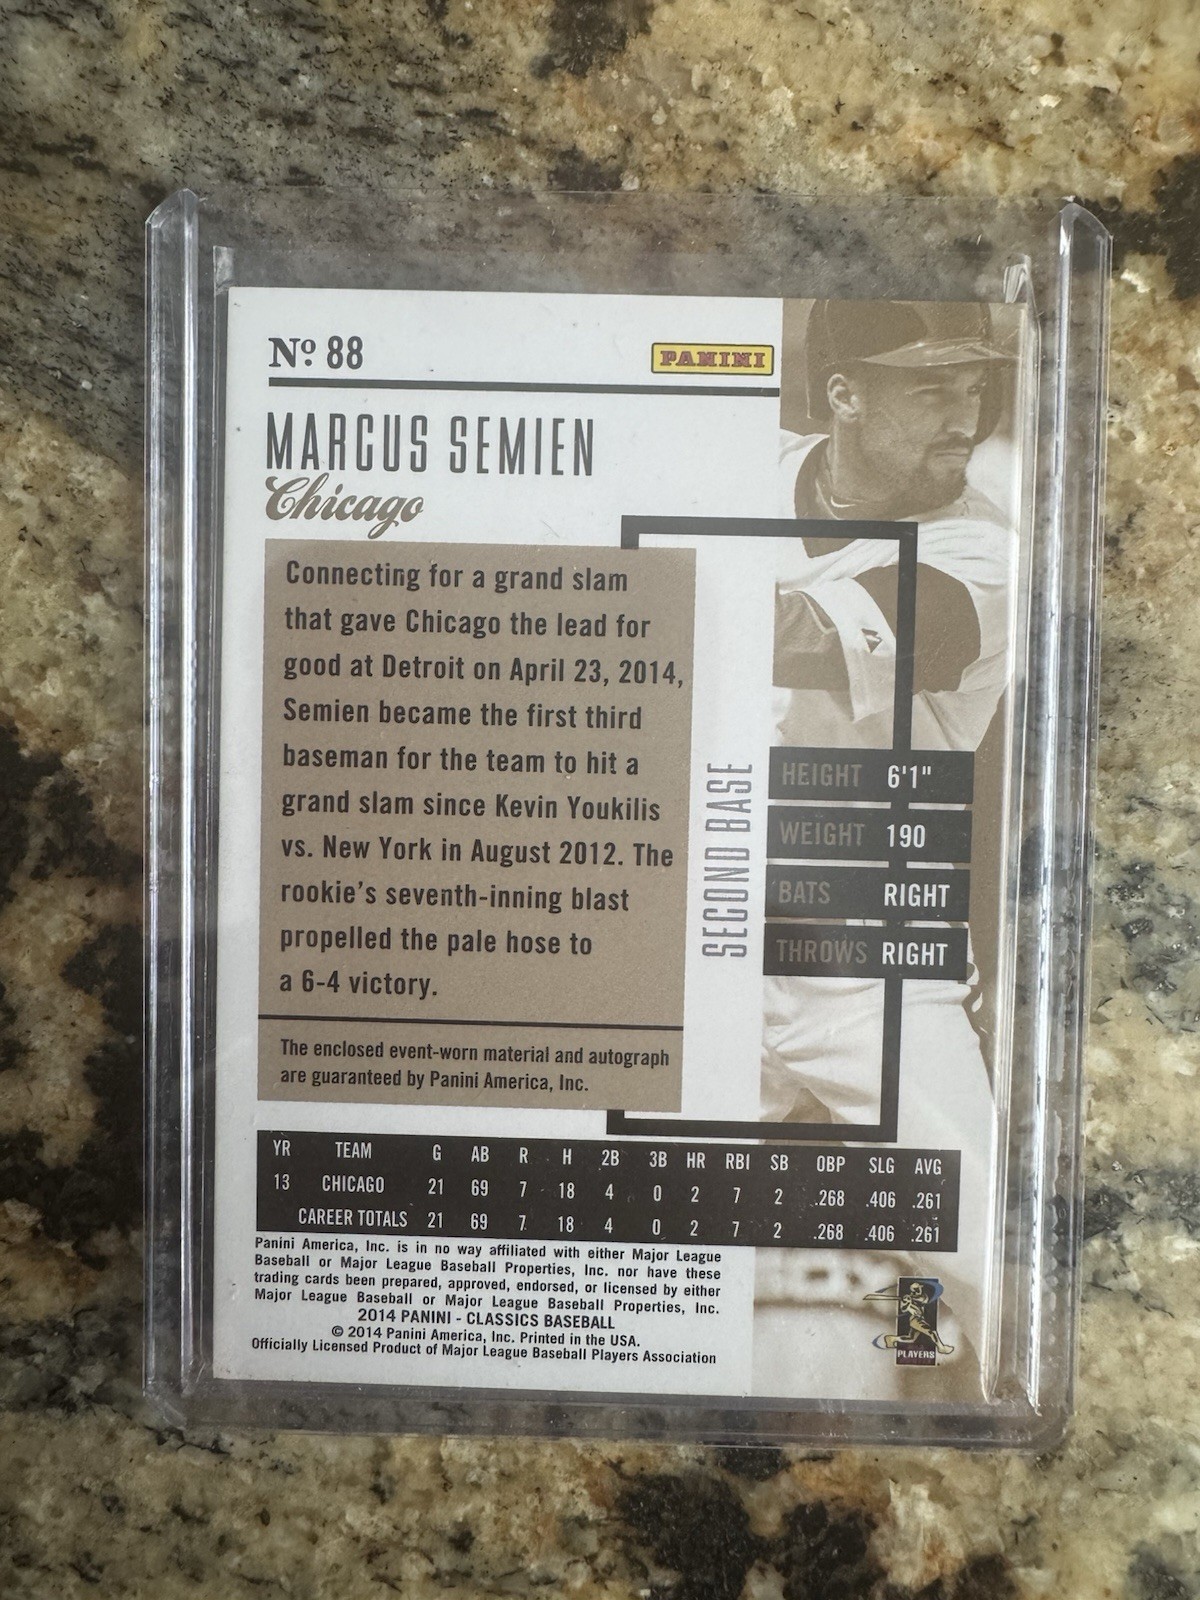 Nº 88
PANINI
MARCUS SEMIEN
Chicago
Connecting for a grand slam
that gave Chicago the lead for
good at Detroit on April 23, 2014,
Semien became the first third
baseman for the team to hit a
grand slam since Kevin Youkilis
vs. New York in August 2012. The
rookie's seventh-inning blast
propelled the pale hose to
a 6-4 victory.
The enclosed event-worn material and autograph
are guaranteed by Panini America, Inc.
SECOND BASE
HEIGHT 6'1"
WEIGHT 190
BATS RIGHT
THROWS RIGHT
YR TEAM G AB R H 2B 3B HR RBI SB OBP SLG AVG
13 CHICAGO 21 69 7 18 4 0 2 7 2 .268 .406 .261
CAREER TOTALS 21 69 7 18 4 0 2 7 2 .268 .406 .261
Panini America, Inc. is in no way affiliated with either Major League
Baseball or Major League Baseball Properties, Inc. nor have these
trading cards been prepared, approved, endorsed, or licensed by either
Major League Baseball or Major League Baseball Properties, Inc.
2014 PANINI - CLASSICS BASEBALL
© 2014 Panini America, Inc. Printed in the USA.
Officially Licensed Product of Major League Baseball Players Association
PLAYERS